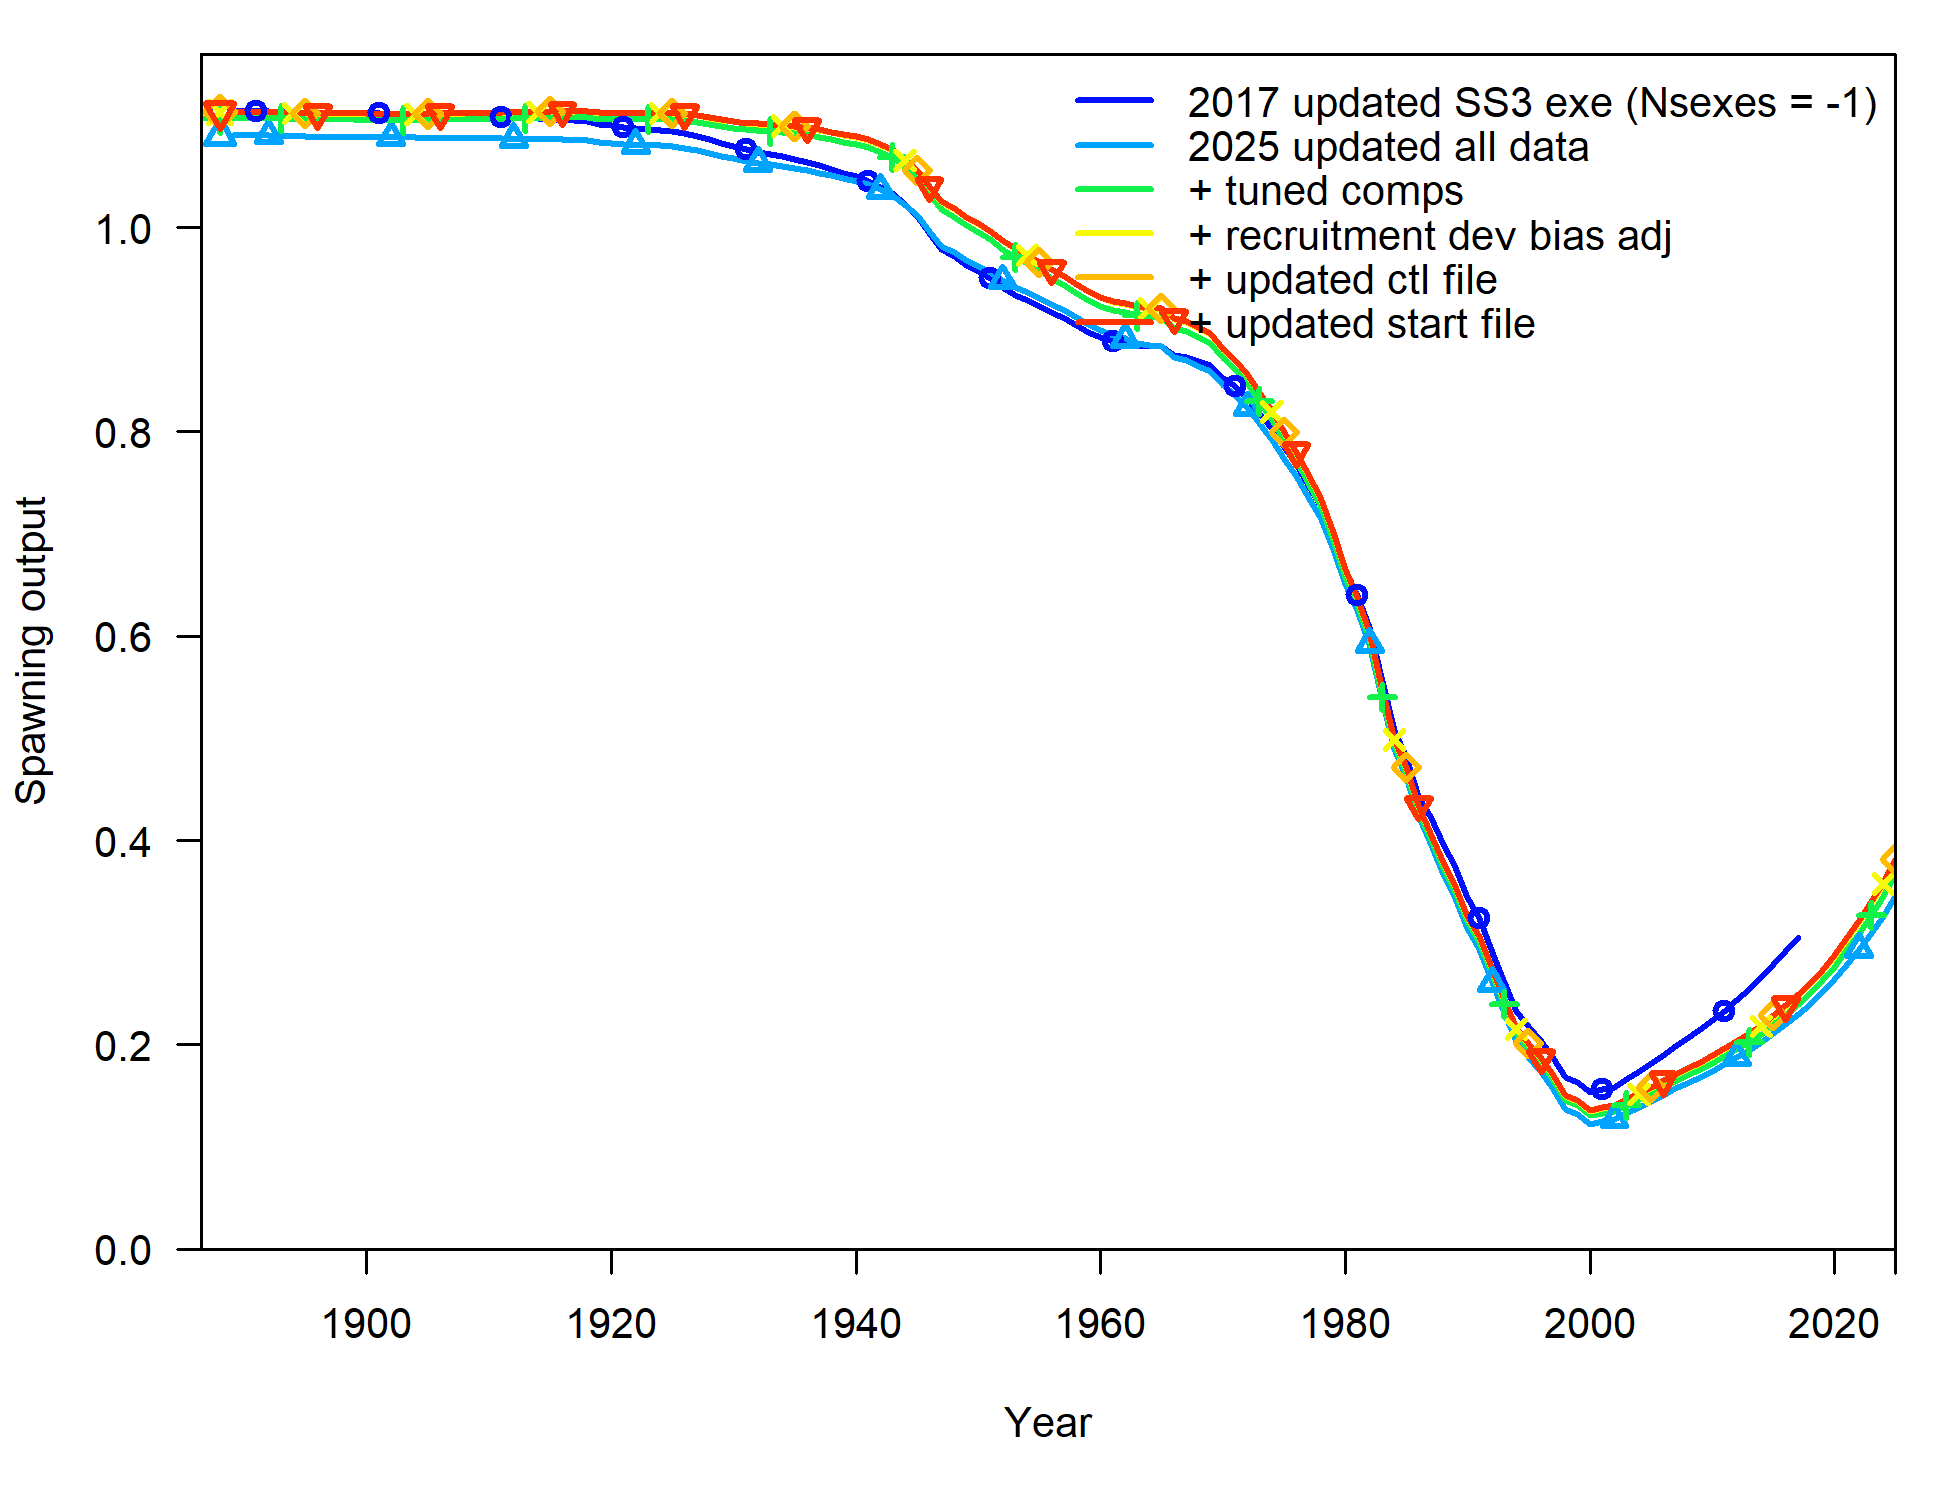 2017 updated SS3 exe (Nsexes = -1)
2025 updated all data
+ tuned comps
+ recruitment dev bias adj
+ updated ctl file
+ updated start file
Spawning output
1.0
0.8
0.6
0.4
0.2
0.0
1900 1920 1940 1960 1980 2000 2020
Year